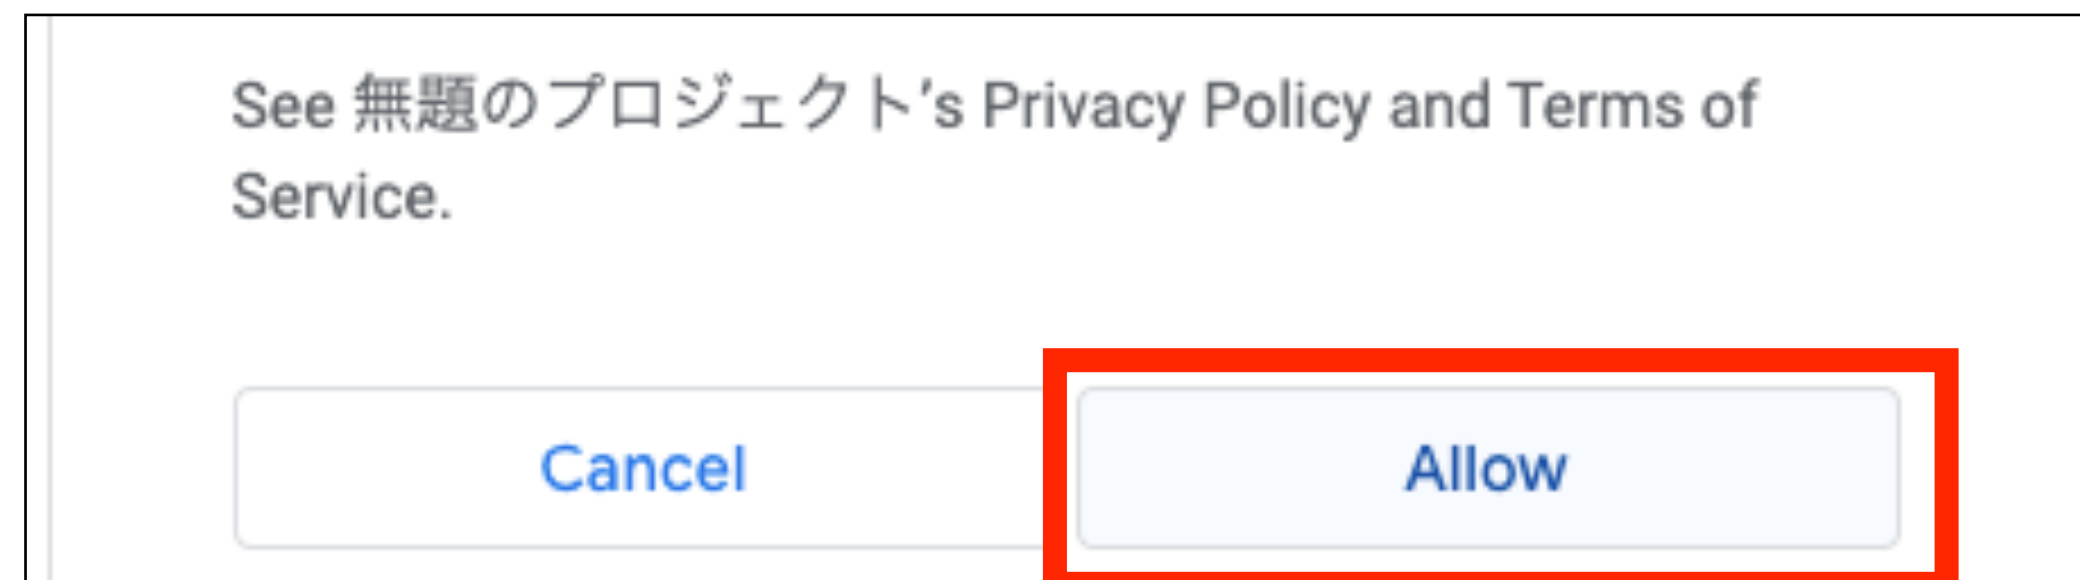 See 無題のプロジェクト's Privacy Policy and Terms of
Service.
Cancel
Allow